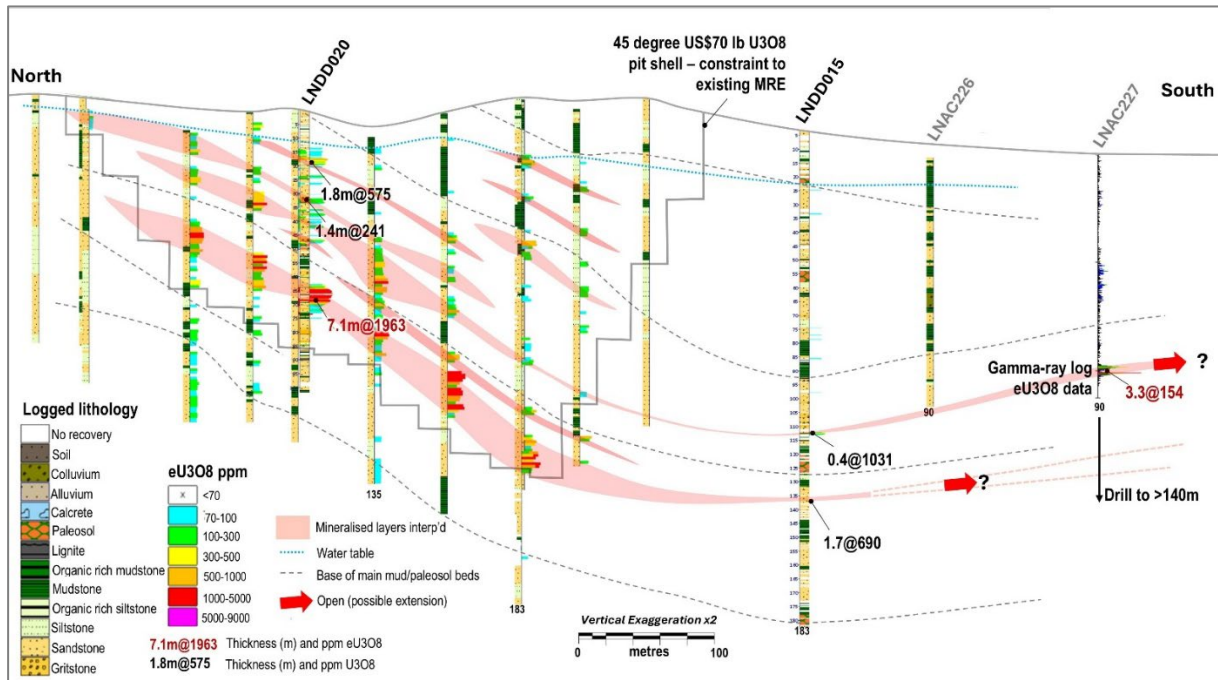 North
LNDD020
45 degree US$70 lb U3O8
pit shell – constraint to
existing MRE
LNDD015
LNAC226
LNAC227
South
1.8m@575
1.4m@241
7.1m@1963
Gamma-ray log
eU3O8 data
?
3.3@154
90
90
0.4@1031
?
Drill to >140m
1.7@690
135
183
183
Logged lithology
No recovery
Soil
Colluvium
Alluvium
Calcrete
Paleosol
Lignite
Organic rich mudstone
Mudstone
Organic rich siltstone
Siltstone
Sandstone
Gritstone
eU3O8 ppm
x <70
70-100
100-300
300-500
500-1000
1000-5000
5000-9000
7.1m@1963 Thickness (m) and ppm eU3O8
1.8m@575 Thickness (m) and ppm U3O8
Mineralised layers interp'd
Water table
Base of main mud/paleosol beds
Open (possible extension)
Vertical Exaggeration x2
0 metres 100